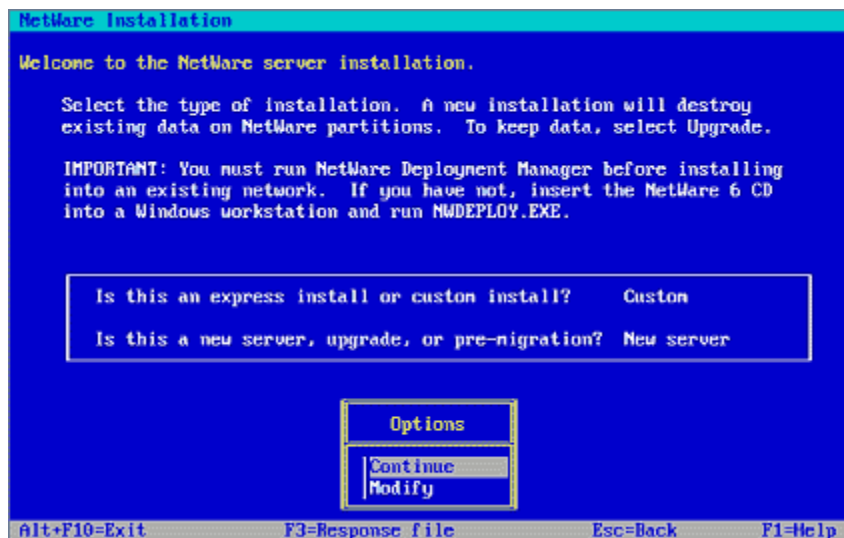 NetWare Installation
Welcome to the NetWare server installation.
Select the type of installation. A new installation will destroy
existing data on NetWare partitions. To keep data, select Upgrade.
IMPORTANT: You must run NetWare Deployment Manager before installing
into an existing network. If you have not, insert the NetWare 6 CD
into a Windows workstation and run NWDEPLOY.EXE.
Is this an express install or custom install? Custom
Is this a new server, upgrade, or pre-migration? New server
Options
Continue
Modify
Alt+F10=Exit F3=Response file Esc=Back F1=Help